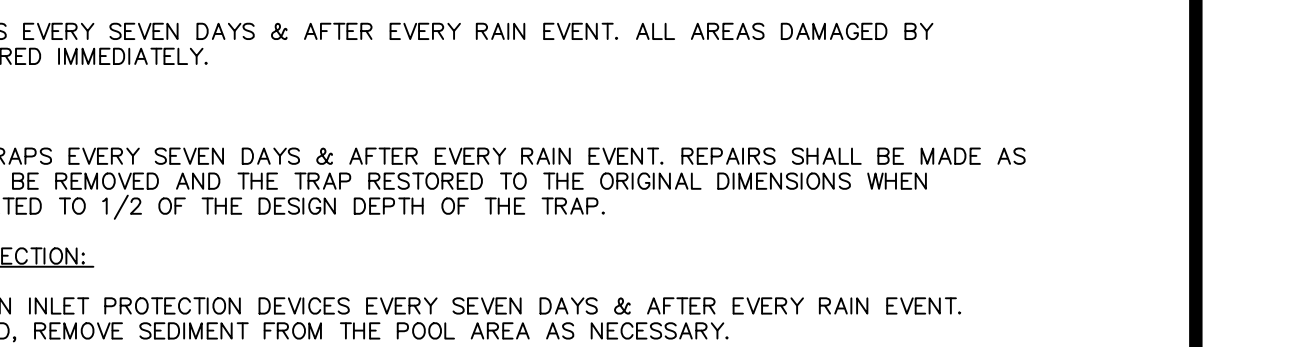 S EVERY SEVEN DAYS & AFTER EVERY RAIN EVENT. ALL AREAS DAMAGED BY
RED IMMEDIATELY.
RAPS EVERY SEVEN DAYS & AFTER EVERY RAIN EVENT. REPAIRS SHALL BE MADE AS
BE REMOVED AND THE TRAP RESTORED TO THE ORIGINAL DIMENSIONS WHEN
TED TO 1/2 OF THE DESIGN DEPTH OF THE TRAP.
ECTION:
N INLET PROTECTION DEVICES EVERY SEVEN DAYS & AFTER EVERY RAIN EVENT.
D, REMOVE SEDIMENT FROM THE POOL AREA AS NECESSARY.